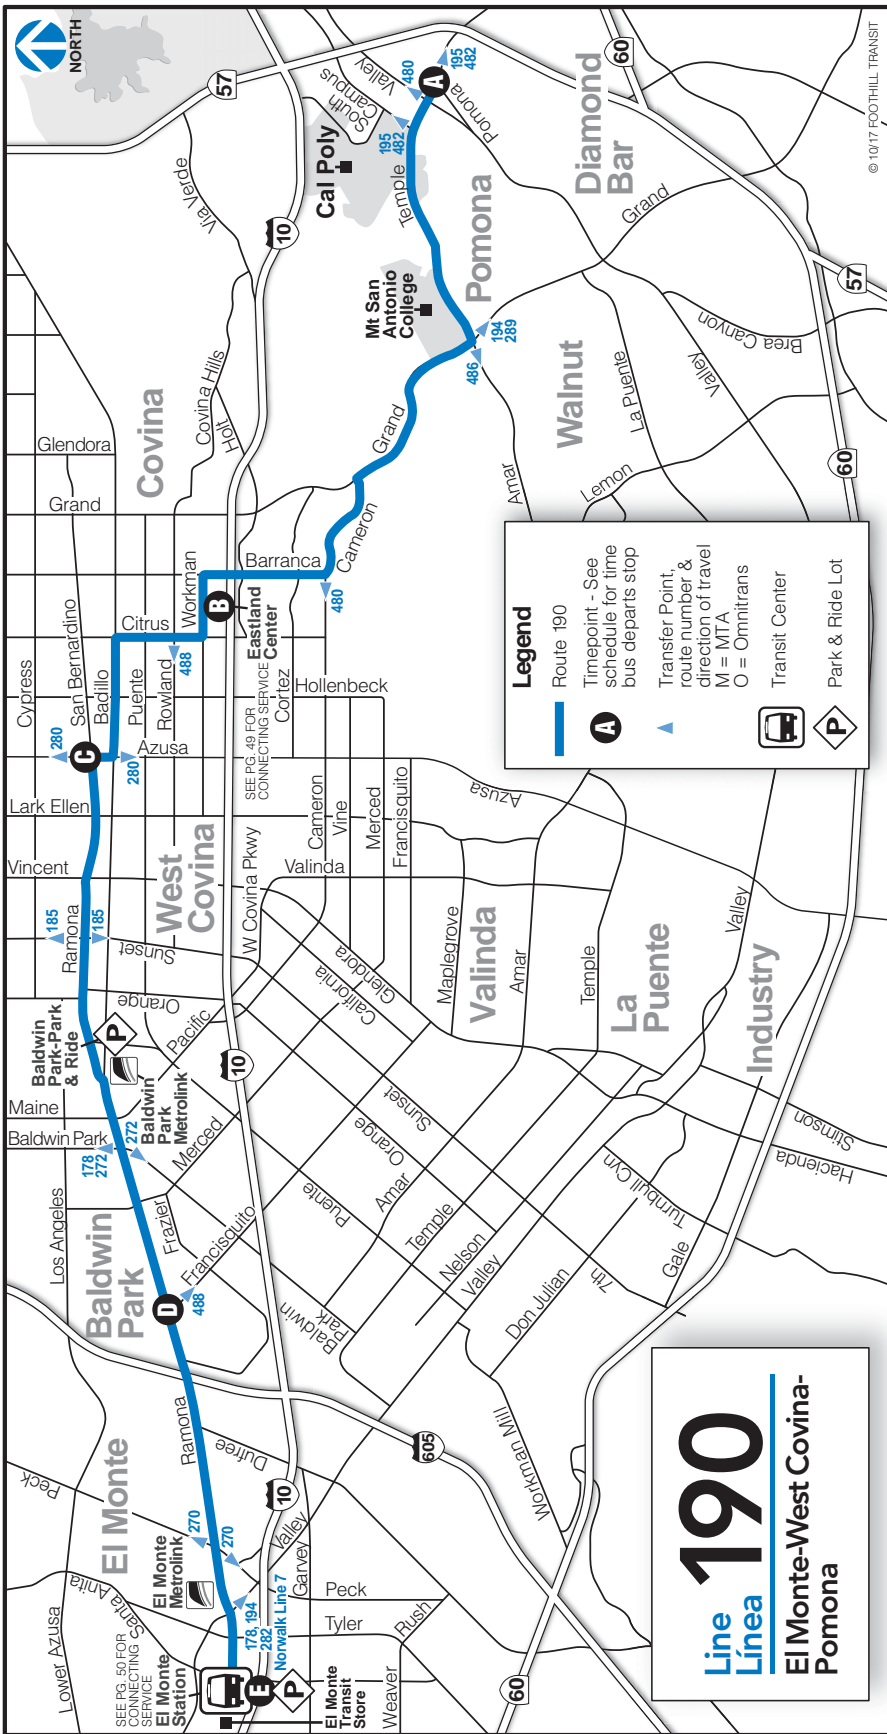 NORTH
57
Via Verde
10
Valley
South
Campus
Cal Poly
195
482
480
A
195
482
Temple
Pomona
Pomona
Diamond
Bar
60
57
Grand
Brea Canyon
© 10/17 FOOTHILL TRANSIT
Mt San
Antonio
College
194
289
486
Walnut
La Puente
Valley
Amar
Lemon
60
Glendora
Covina
Covina Hills
Holt
Grand
Grand
Cameron
Barranca
480
Workman
B
Eastland
Center
Citrus
488
San Bernardino
Cypress
Badillo
Puente
Rowland
Cortez
Hollenbeck
SEE PG. 49 FOR
CONNECTING SERVICE
280
C
280
Azusa
Lark Ellen
Vincent
West
Covina
W Covina Pkwy
Cameron
Vine
Merced
Francisquito
Azusa
Valinda
185
Ramona
185
Sunset
Orange
Pacific
California
Glendora
Maplegrove
Valinda
Amar
Temple
La
Puente
Valley
Industry
Baldwin
Park-Park
& Ride
P
Baldwin
Park
Metrolink
10
Maine
Baldwin Park
178
272
272
Merced
Sunset
Orange
Puente
Amar
Temple
Nelson
Valley
Stimson
Hacienda
Turnbull Cyn
Los Angeles
Baldwin
Park
Frazier
Francisquito
D
488
Baldwin
Park
Don Julian
7th
Gale
Ramona
El Monte
Durfee
605
Workman Mill
Peck
270
270
10
Valley
Garvey
El Monte
Metrolink
Santa Anita
Lower Azusa
178, 194
282
Norwalk Line 7
Peck
Tyler
Rush
Weaver
60
SEE PG. 50 FOR
CONNECTING
SERVICE
El Monte
Station
E
P
El Monte
Transit
Store
Legend
Route 190
A
Timepoint - See
schedule for time
bus departs stop
Transfer Point,
route number &
direction of travel
M = MTA
O = Omnitrans
Transit Center
P
Park & Ride Lot
Line
Línea
190
El Monte-West Covina-
Pomona